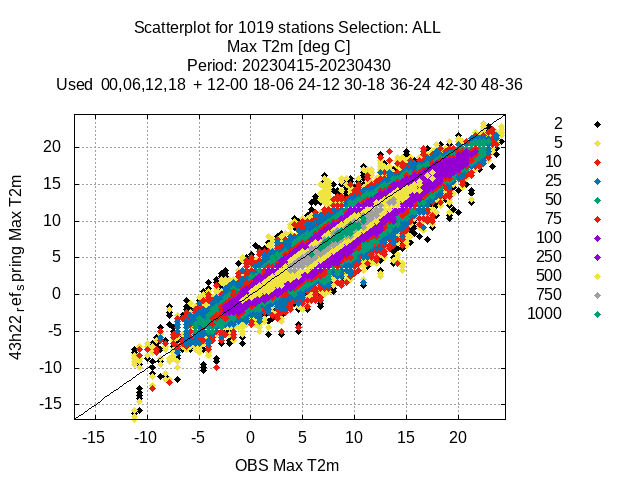 Scatterplot for 1019 stations Selection: ALL
Max T2m [deg C]
Period: 20230415-20230430
Used 00,06,12,18 + 12-00 18-06 24-12 30-18 36-24 42-30 48-36
2
5
10
25
50
75
100
250
500
750
1000
43h22_ref_spring Max T2m
20
15
10
5
0
-5
-10
-15
-15 -10 -5 0 5 10 15 20
OBS Max T2m